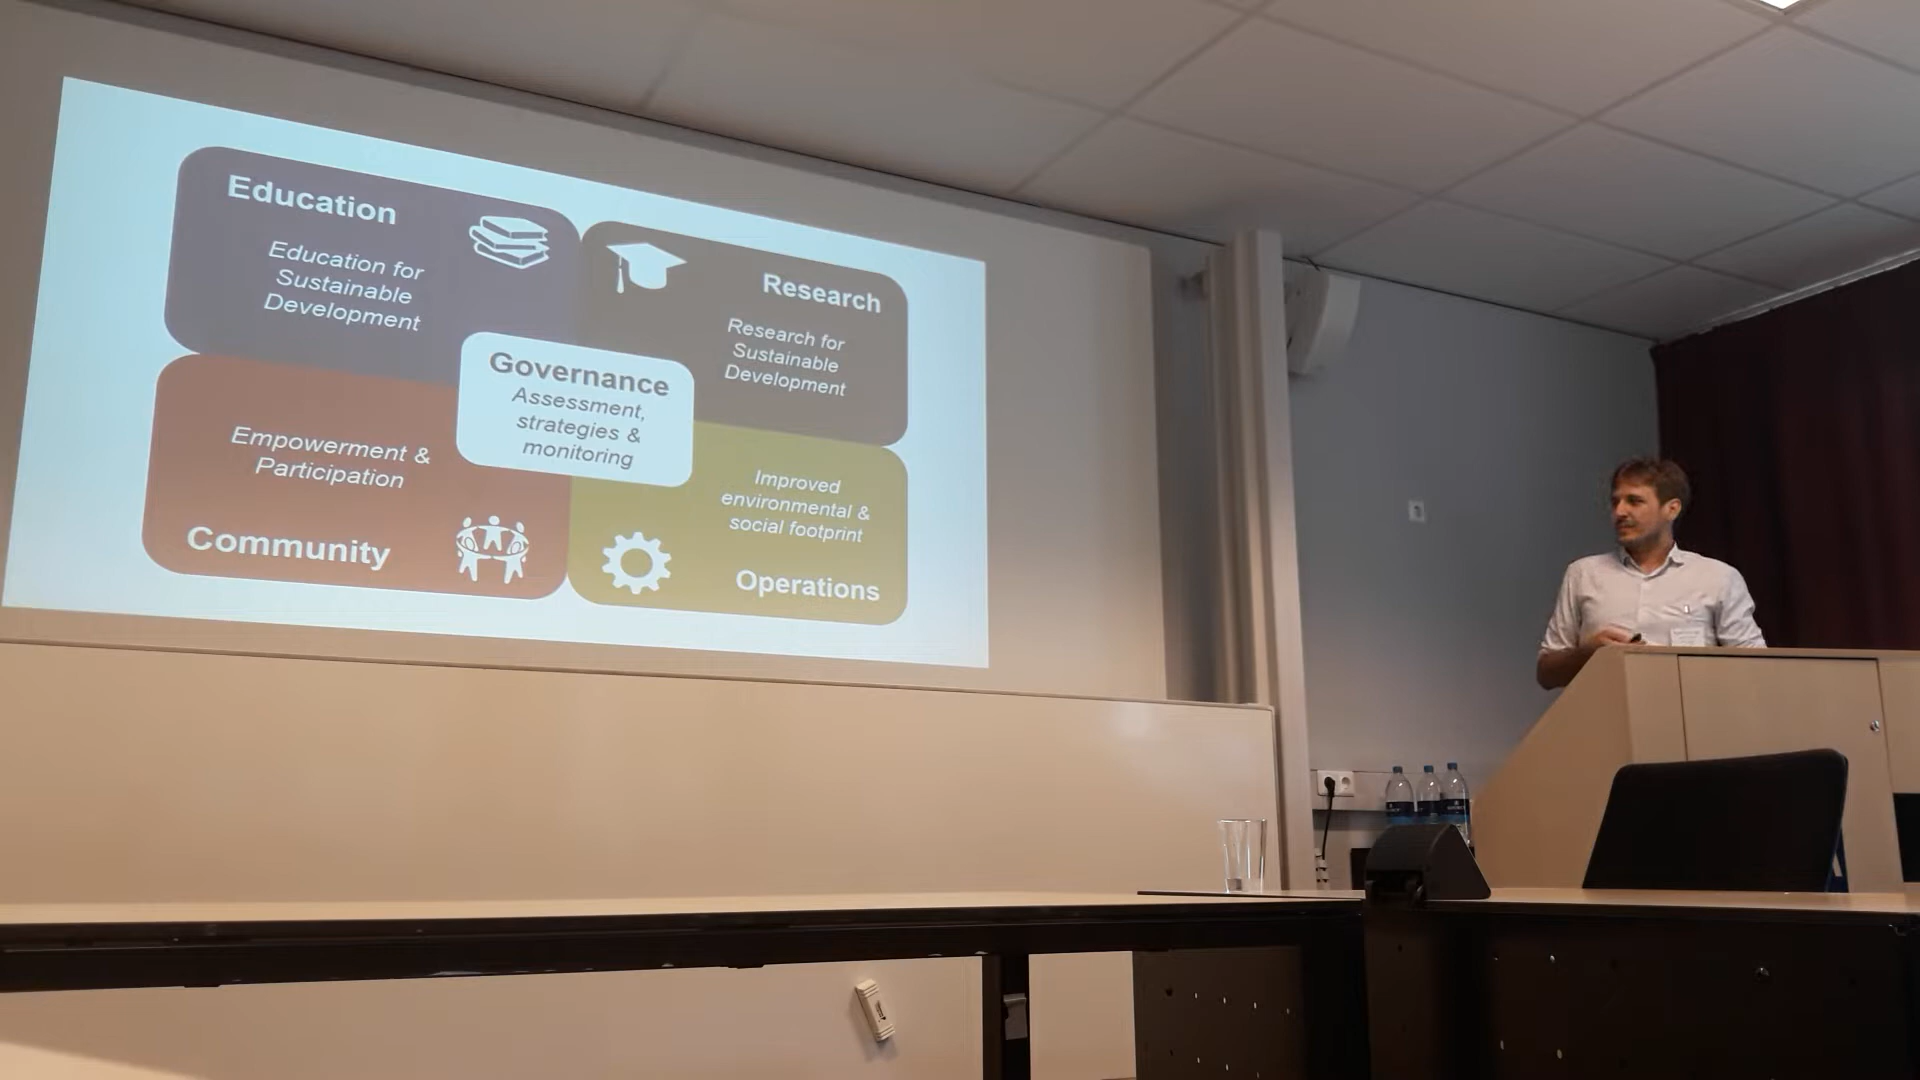 Education
Education for
Sustainable
Development
Research
Research for
Sustainable
Development
Governance
Assessment,
strategies &
monitoring
Empowerment &
Participation
Community
Improved
environmental &
social footprint
Operations